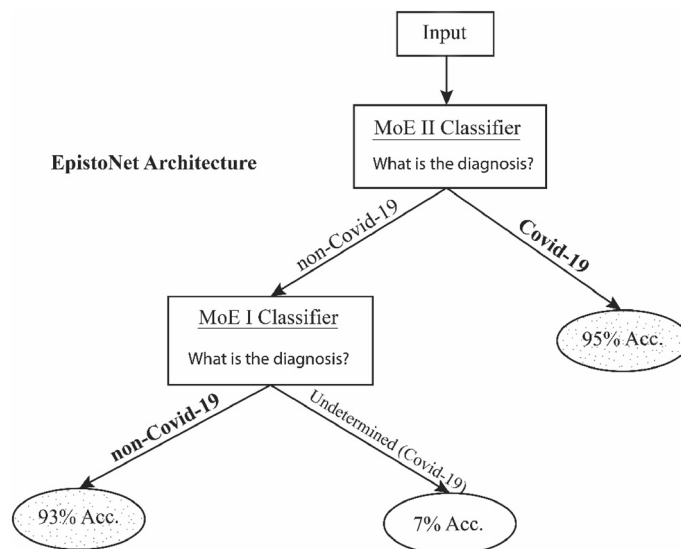 Input
MoE II Classifier
What is the diagnosis?
EpistoNet Architecture
non-Covid-19
Covid-19
MoE I Classifier
What is the diagnosis?
95% Acc.
non-Covid-19
Undetermined (Covid-19)
93% Acc.
7% Acc.